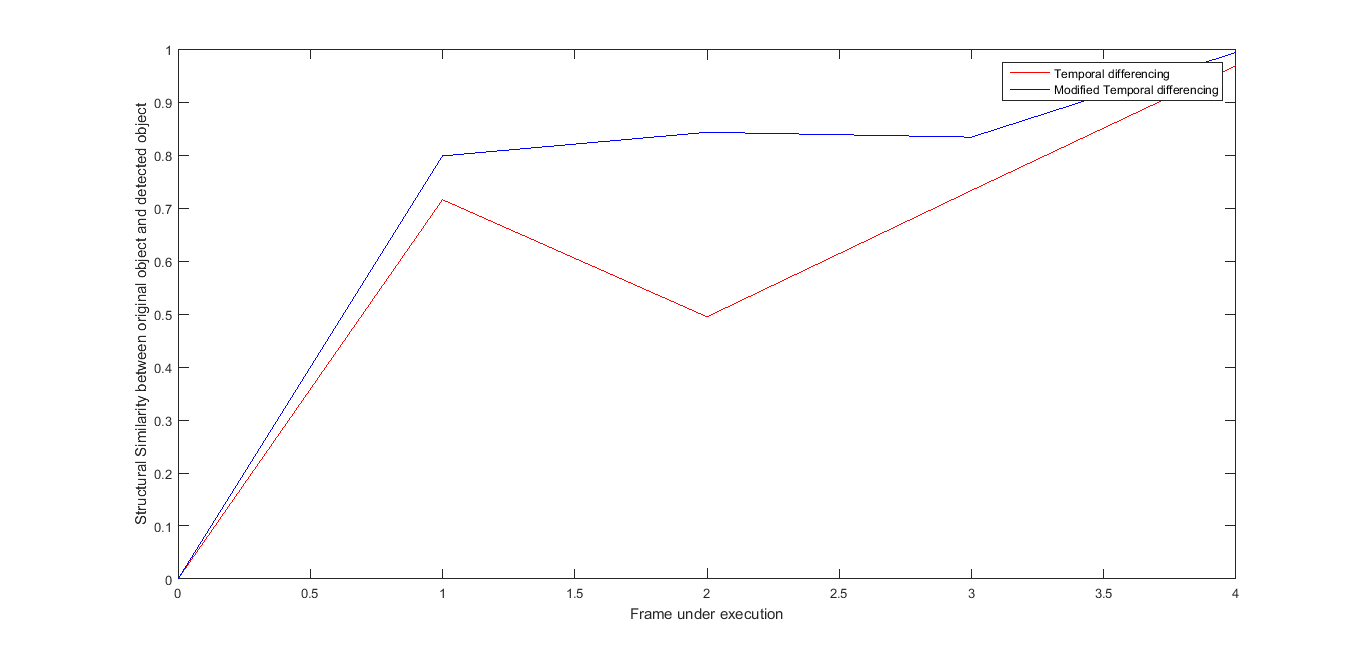 Structural Similarity between original object and detected object
1
0.9
0.8
0.7
0.6
0.5
0.4
0.3
0.2
0.1
0
Temporal differencing
Modified Temporal differencing
0 0.5 1 1.5 2 2.5 3 3.5 4
Frame under execution